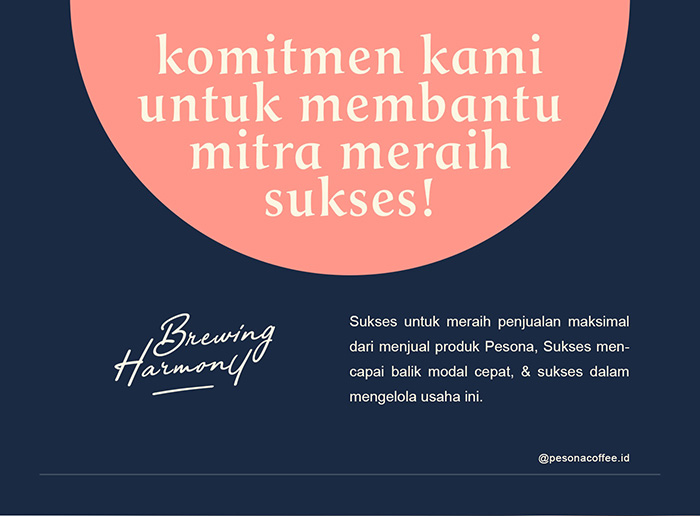 komitmen kami
untuk membantu
mitra meraih
sukses!
Brewing
Harmony
Sukses untuk meraih penjualan maksimal
dari menjual produk Pesona, Sukses men-
capai balik modal cepat, & sukses dalam
mengelola usaha ini.
@pesonacoffee.id